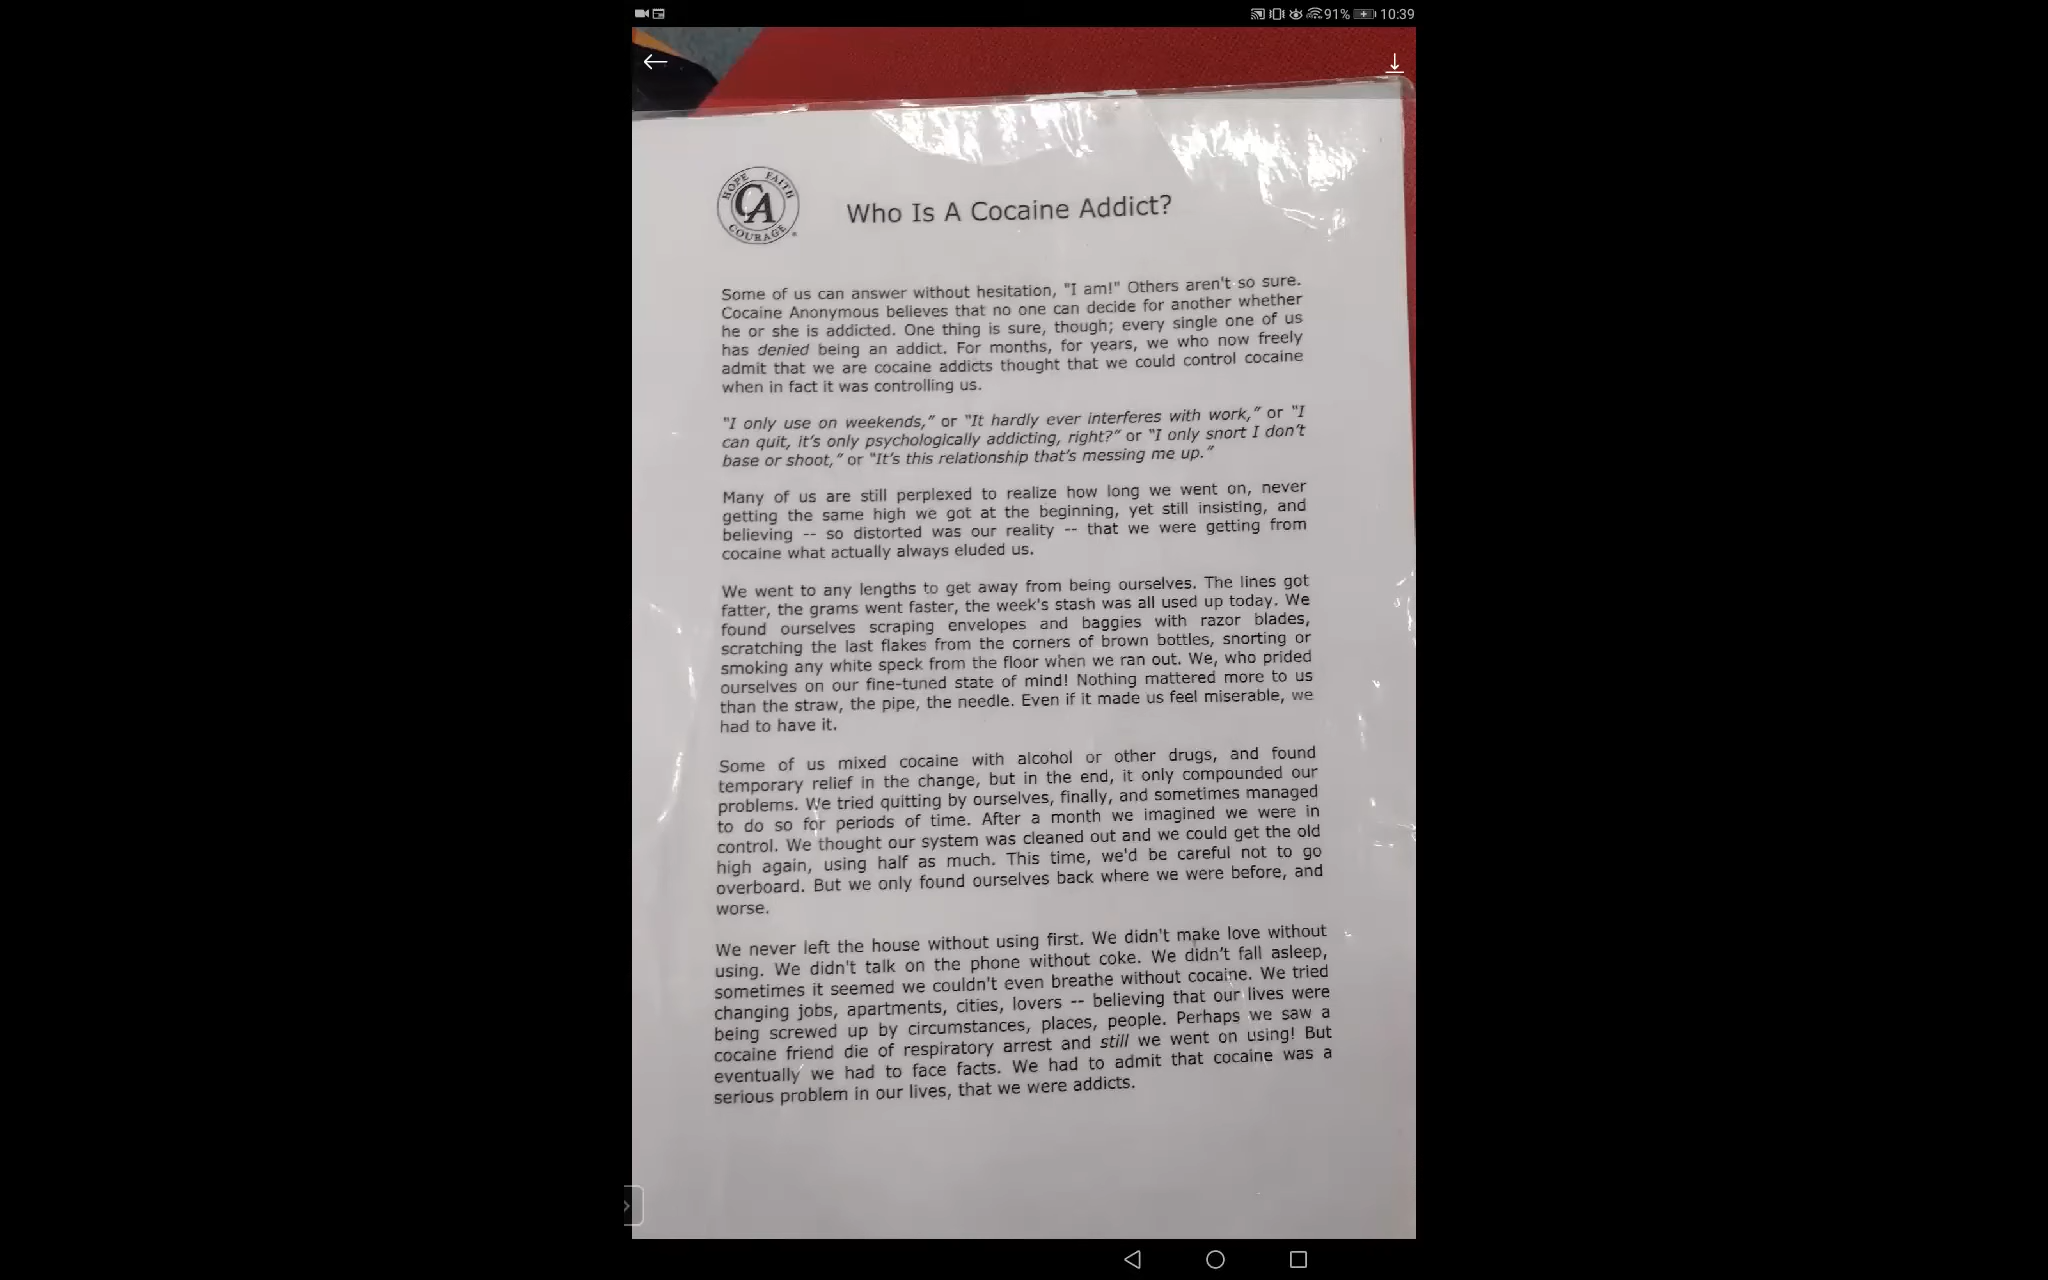 91% 10:39
HOPE FAITH
CA
COURAGE
Who Is A Cocaine Addict?
Some of us can answer without hesitation, "I am!" Others aren't so sure.
Cocaine Anonymous believes that no one can decide for another whether
he or she is addicted. One thing is sure, though; every single one of us
has denied being an addict. For months, for years, we who now freely
admit that we are cocaine addicts thought that we could control cocaine
when in fact it was controlling us.
"I only use on weekends," or "It hardly ever interferes with work," or "I
can quit, it's only psychologically addicting, right?" or "I only snort I don't
base or shoot," or "It's this relationship that's messing me up."
Many of us are still perplexed to realize how long we went on, never
getting the same high we got at the beginning, yet still insisting, and
believing -- so distorted was our reality -- that we were getting from
cocaine what actually always eluded us.
We went to any lengths to get away from being ourselves. The lines got
fatter, the grams went faster, the week's stash was all used up today. We
found ourselves scraping envelopes and baggies with razor blades,
scratching the last flakes from the corners of brown bottles, snorting or
smoking any white speck from the floor when we ran out. We, who prided
ourselves on our fine-tuned state of mind! Nothing mattered more to us
than the straw, the pipe, the needle. Even if it made us feel miserable, we
had to have it.
Some of us mixed cocaine with alcohol or other drugs, and found
temporary relief in the change, but in the end, it only compounded our
problems. We tried quitting by ourselves, finally, and sometimes managed
to do so for periods of time. After a month we imagined we were in
control. We thought our system was cleaned out and we could get the old
high again, using half as much. This time, we'd be careful not to go
overboard. But we only found ourselves back where we were before, and
worse.
We never left the house without using first. We didn't make love without
using. We didn't talk on the phone without coke. We didn't fall asleep,
sometimes it seemed we couldn't even breathe without cocaine. We tried
changing jobs, apartments, cities, lovers -- believing that our lives were
being screwed up by circumstances, places, people. Perhaps we saw a
cocaine friend die of respiratory arrest and still we went on using! But
eventually we had to face facts. We had to admit that cocaine was a
serious problem in our lives, that we were addicts.